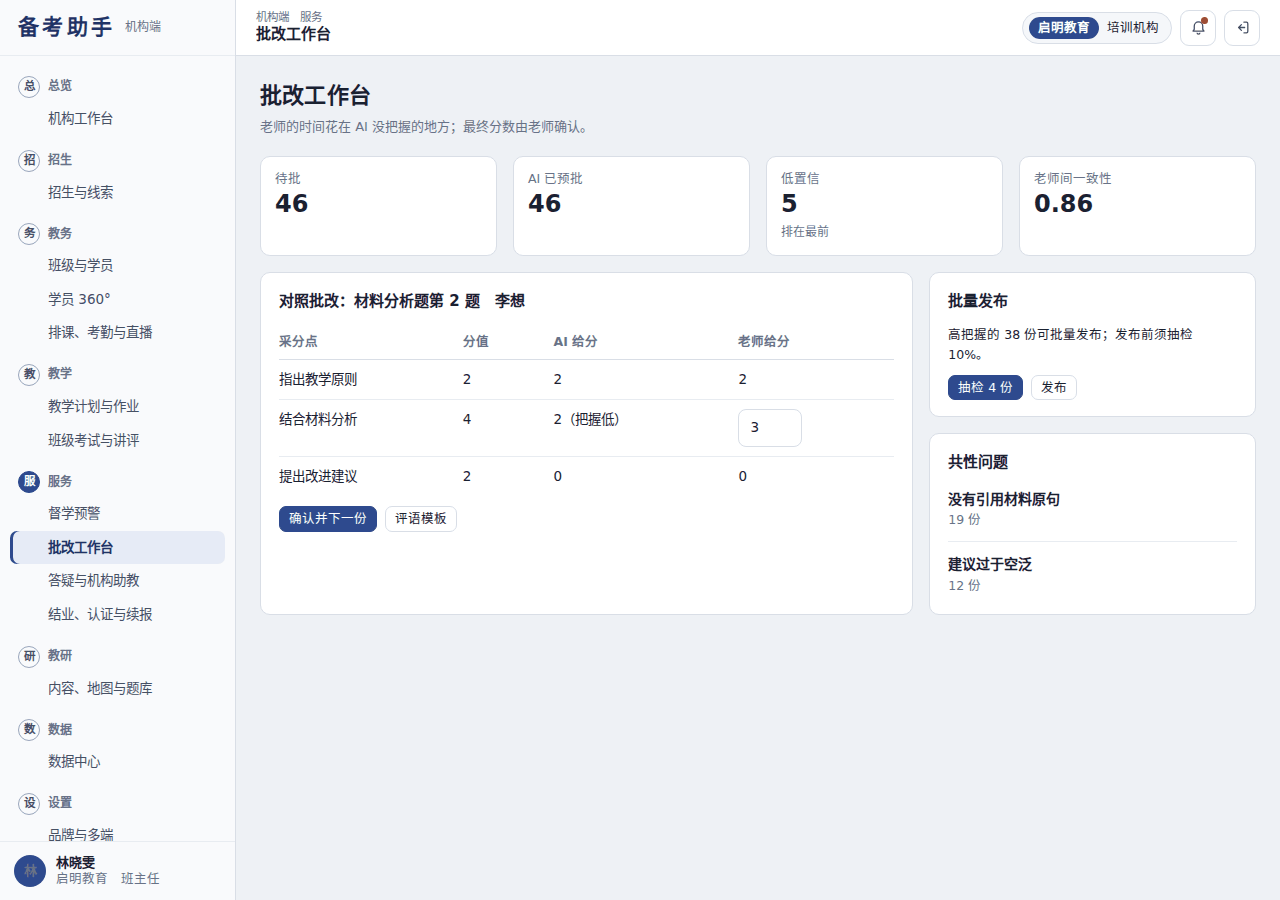 备考助手 机构端
总 总览
机构工作台
招 招生
招生与线索
务 教务
班级与学员
学员 360°
排课、考勤与直播
教 教学
教学计划与作业
班级考试与讲评
服 服务
督学预警
批改工作台
答疑与机构助教
结业、认证与续报
研 教研
内容、地图与题库
数 数据
数据中心
设 设置
品牌与多端
林 林晓雯
启明教育 班主任
机构端 服务
批改工作台
启明教育 培训机构
批改工作台
老师的时间花在 AI 没把握的地方；最终分数由老师确认。
待批
46
AI 已预批
46
低置信
5
排在最前
老师间一致性
0.86
对照批改：材料分析题第 2 题 李想
采分点 分值 AI 给分 老师给分
指出教学原则 2 2 2
结合材料分析 4 2（把握低） 3
提出改进建议 2 0 0
确认并下一份 评语模板
批量发布
高把握的 38 份可批量发布；发布前须抽检
10%。
抽检 4 份 发布
共性问题
没有引用材料原句
19 份
建议过于空泛
12 份